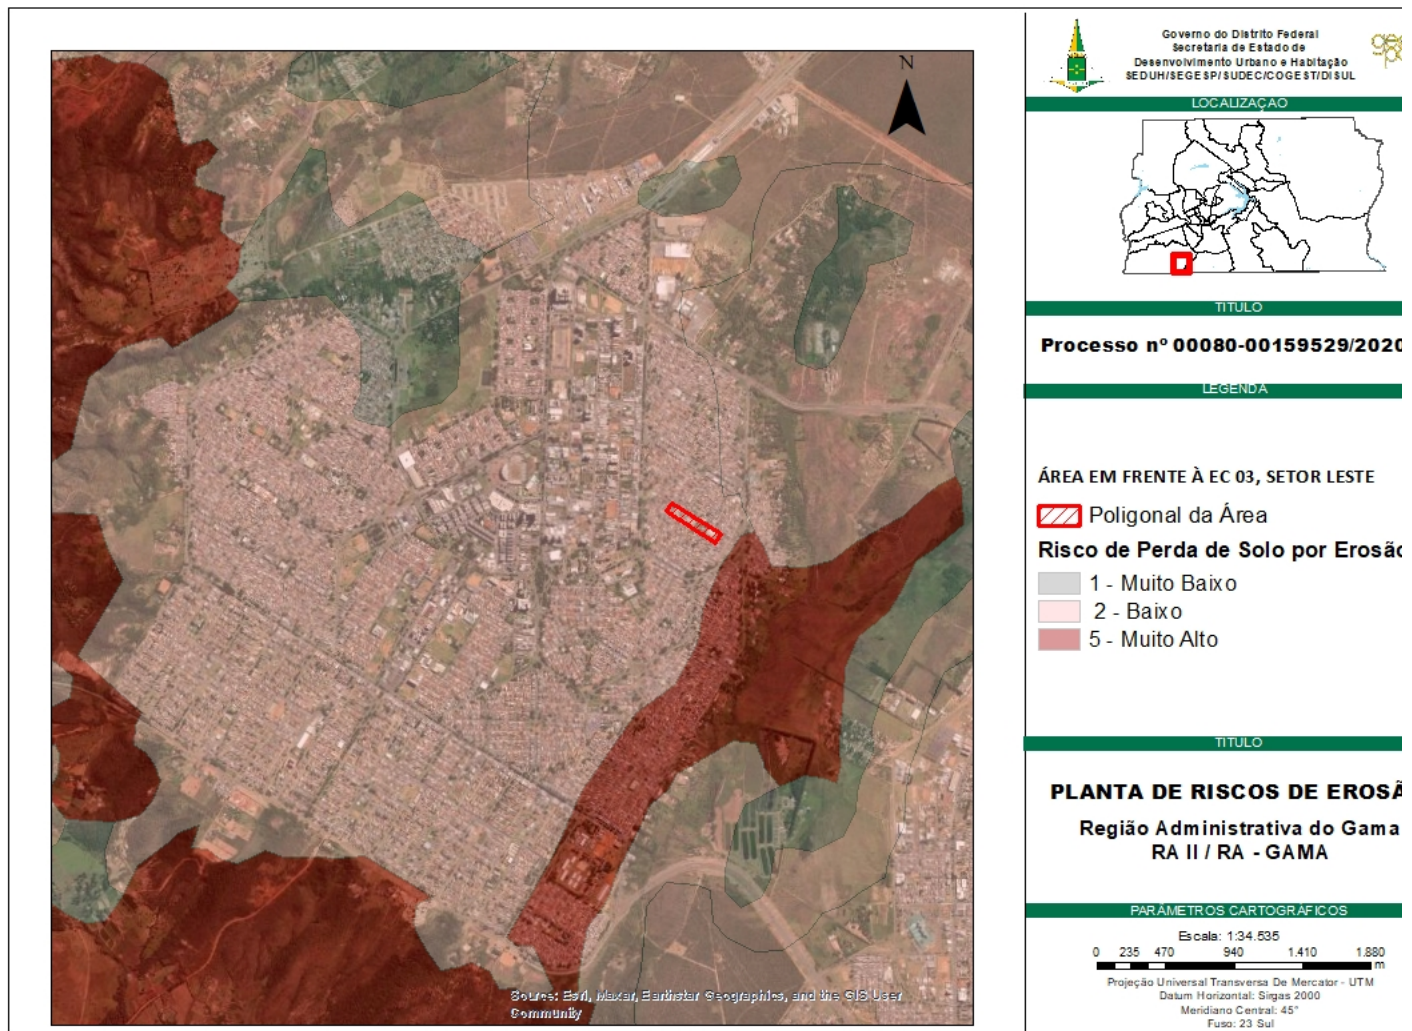 N
Source: Esri, Maxar, Earthstar Geographics, and the GIS User
Community
Governo do Distrito Federal
Secretaria de Estado de
Desenvolvimento Urbano e Habitação
SEDUH/SEGESP/SUDEC/COGEST/DISUL
LOCALIZAÇÃO
TITULO
Processo nº 00080-00159529/2020
LEGENDA
ÁREA EM FRENTE À EC 03, SETOR LESTE
Poligonal da Área
Risco de Perda de Solo por Erosão
1 - Muito Baixo
2 - Baixo
5 - Muito Alto
TITULO
PLANTA DE RISCOS DE EROSÃ
Região Administrativa do Gama
RA II / RA - GAMA
PARÂMETROS CARTOGRÁFICOS
Escala: 1:34.535
0 235 470 940 1.410 1.880
m
Projeção Universal Transversa De Mercator - UTM
Datum Horizontal: Sirgas 2000
Meridiano Central: 45°
Fuso: 23 Sul